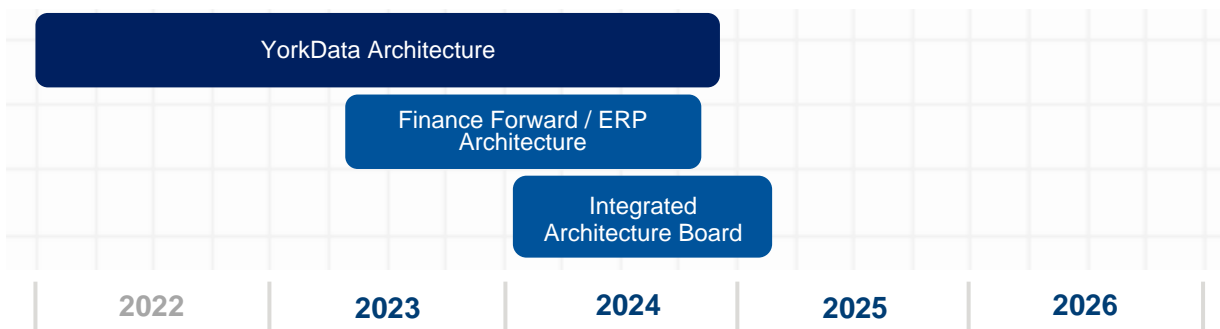 YorkData Architecture
Finance Forward / ERP
Architecture
Integrated
Architecture Board
2022
2023
2024
2025
2026